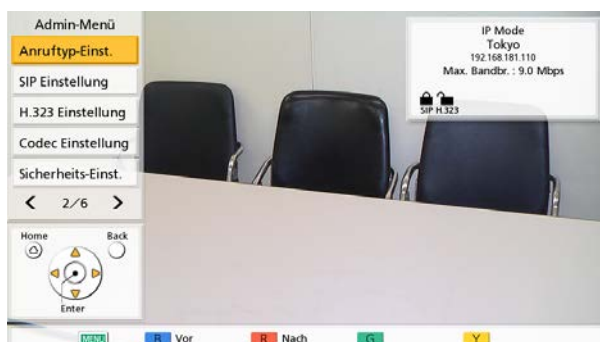 Admin-Menü
Anruftyp-Einst.
SIP Einstellung
H.323 Einstellung
Codec Einstellung
Sicherheits-Einst.
2/6
Home
Back
Enter
IP Mode
Tokyo
192.168.181.110
Max. Bandbr. : 9.0 Mbps
SIP H.323
MENU B Vor R Nach G Y